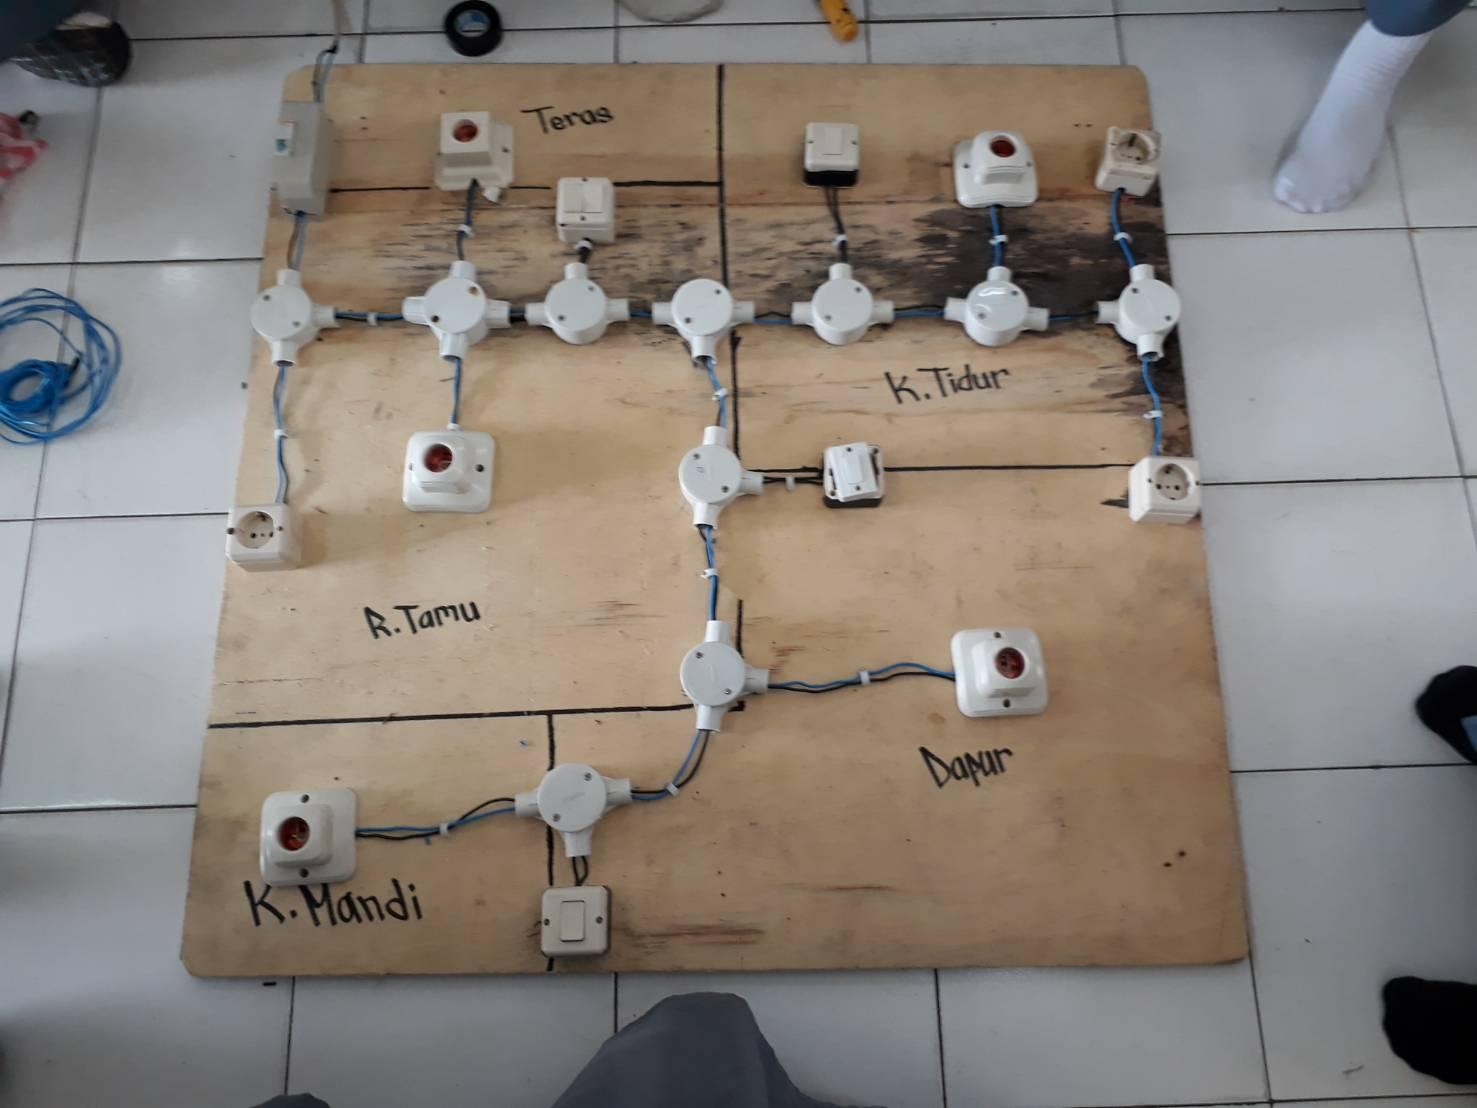 Teras
K.Tidur
R.Tamu
Dapur
K.Mandi